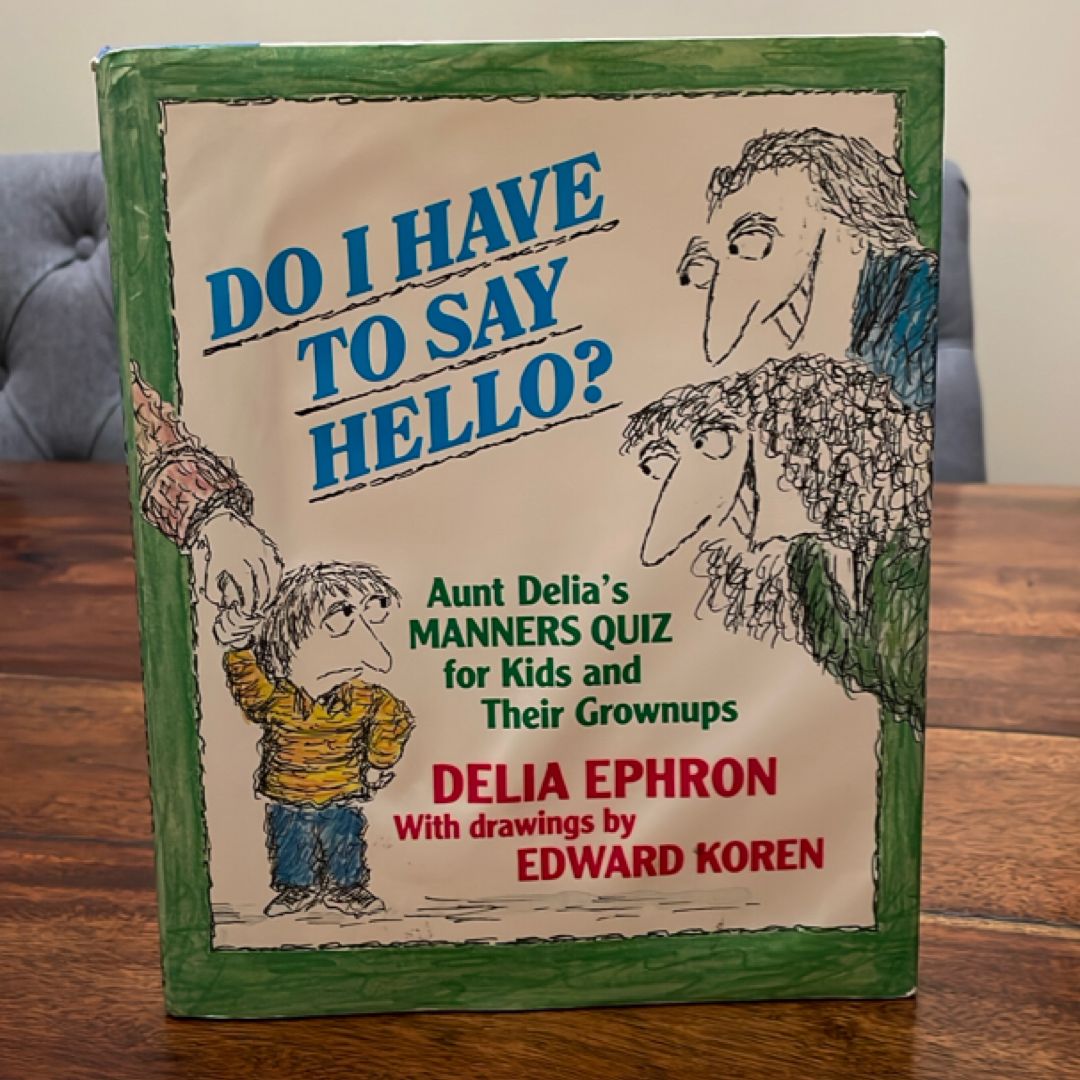 DO I HAVE
TO SAY
HELLO?
Aunt Delia's
MANNERS QUIZ
for Kids and
Their Grownups
DELIA EPHRON
With drawings by
EDWARD KOREN